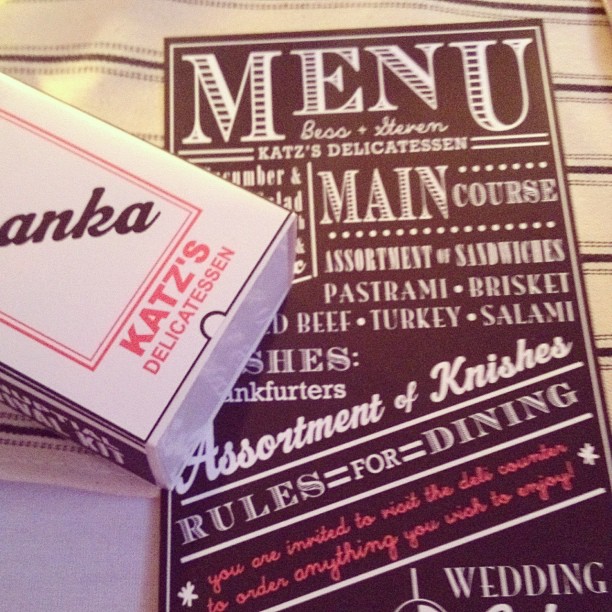 MENU
Bess + Steven
KATZ'S DELICATESSEN
&
MAIN COURSE
&
ASSORTMENT OF SANDWICHES
PASTRAMI • BRISKET
BEEF • TURKEY • SALAMI
Assortment of Knishes
RULES=FOR=DINING
* you are invited to visit the deli counter *
to order anything you wish to enjoy!
WEDDING
anka
KATZ'S
DELICATESSEN
KIT